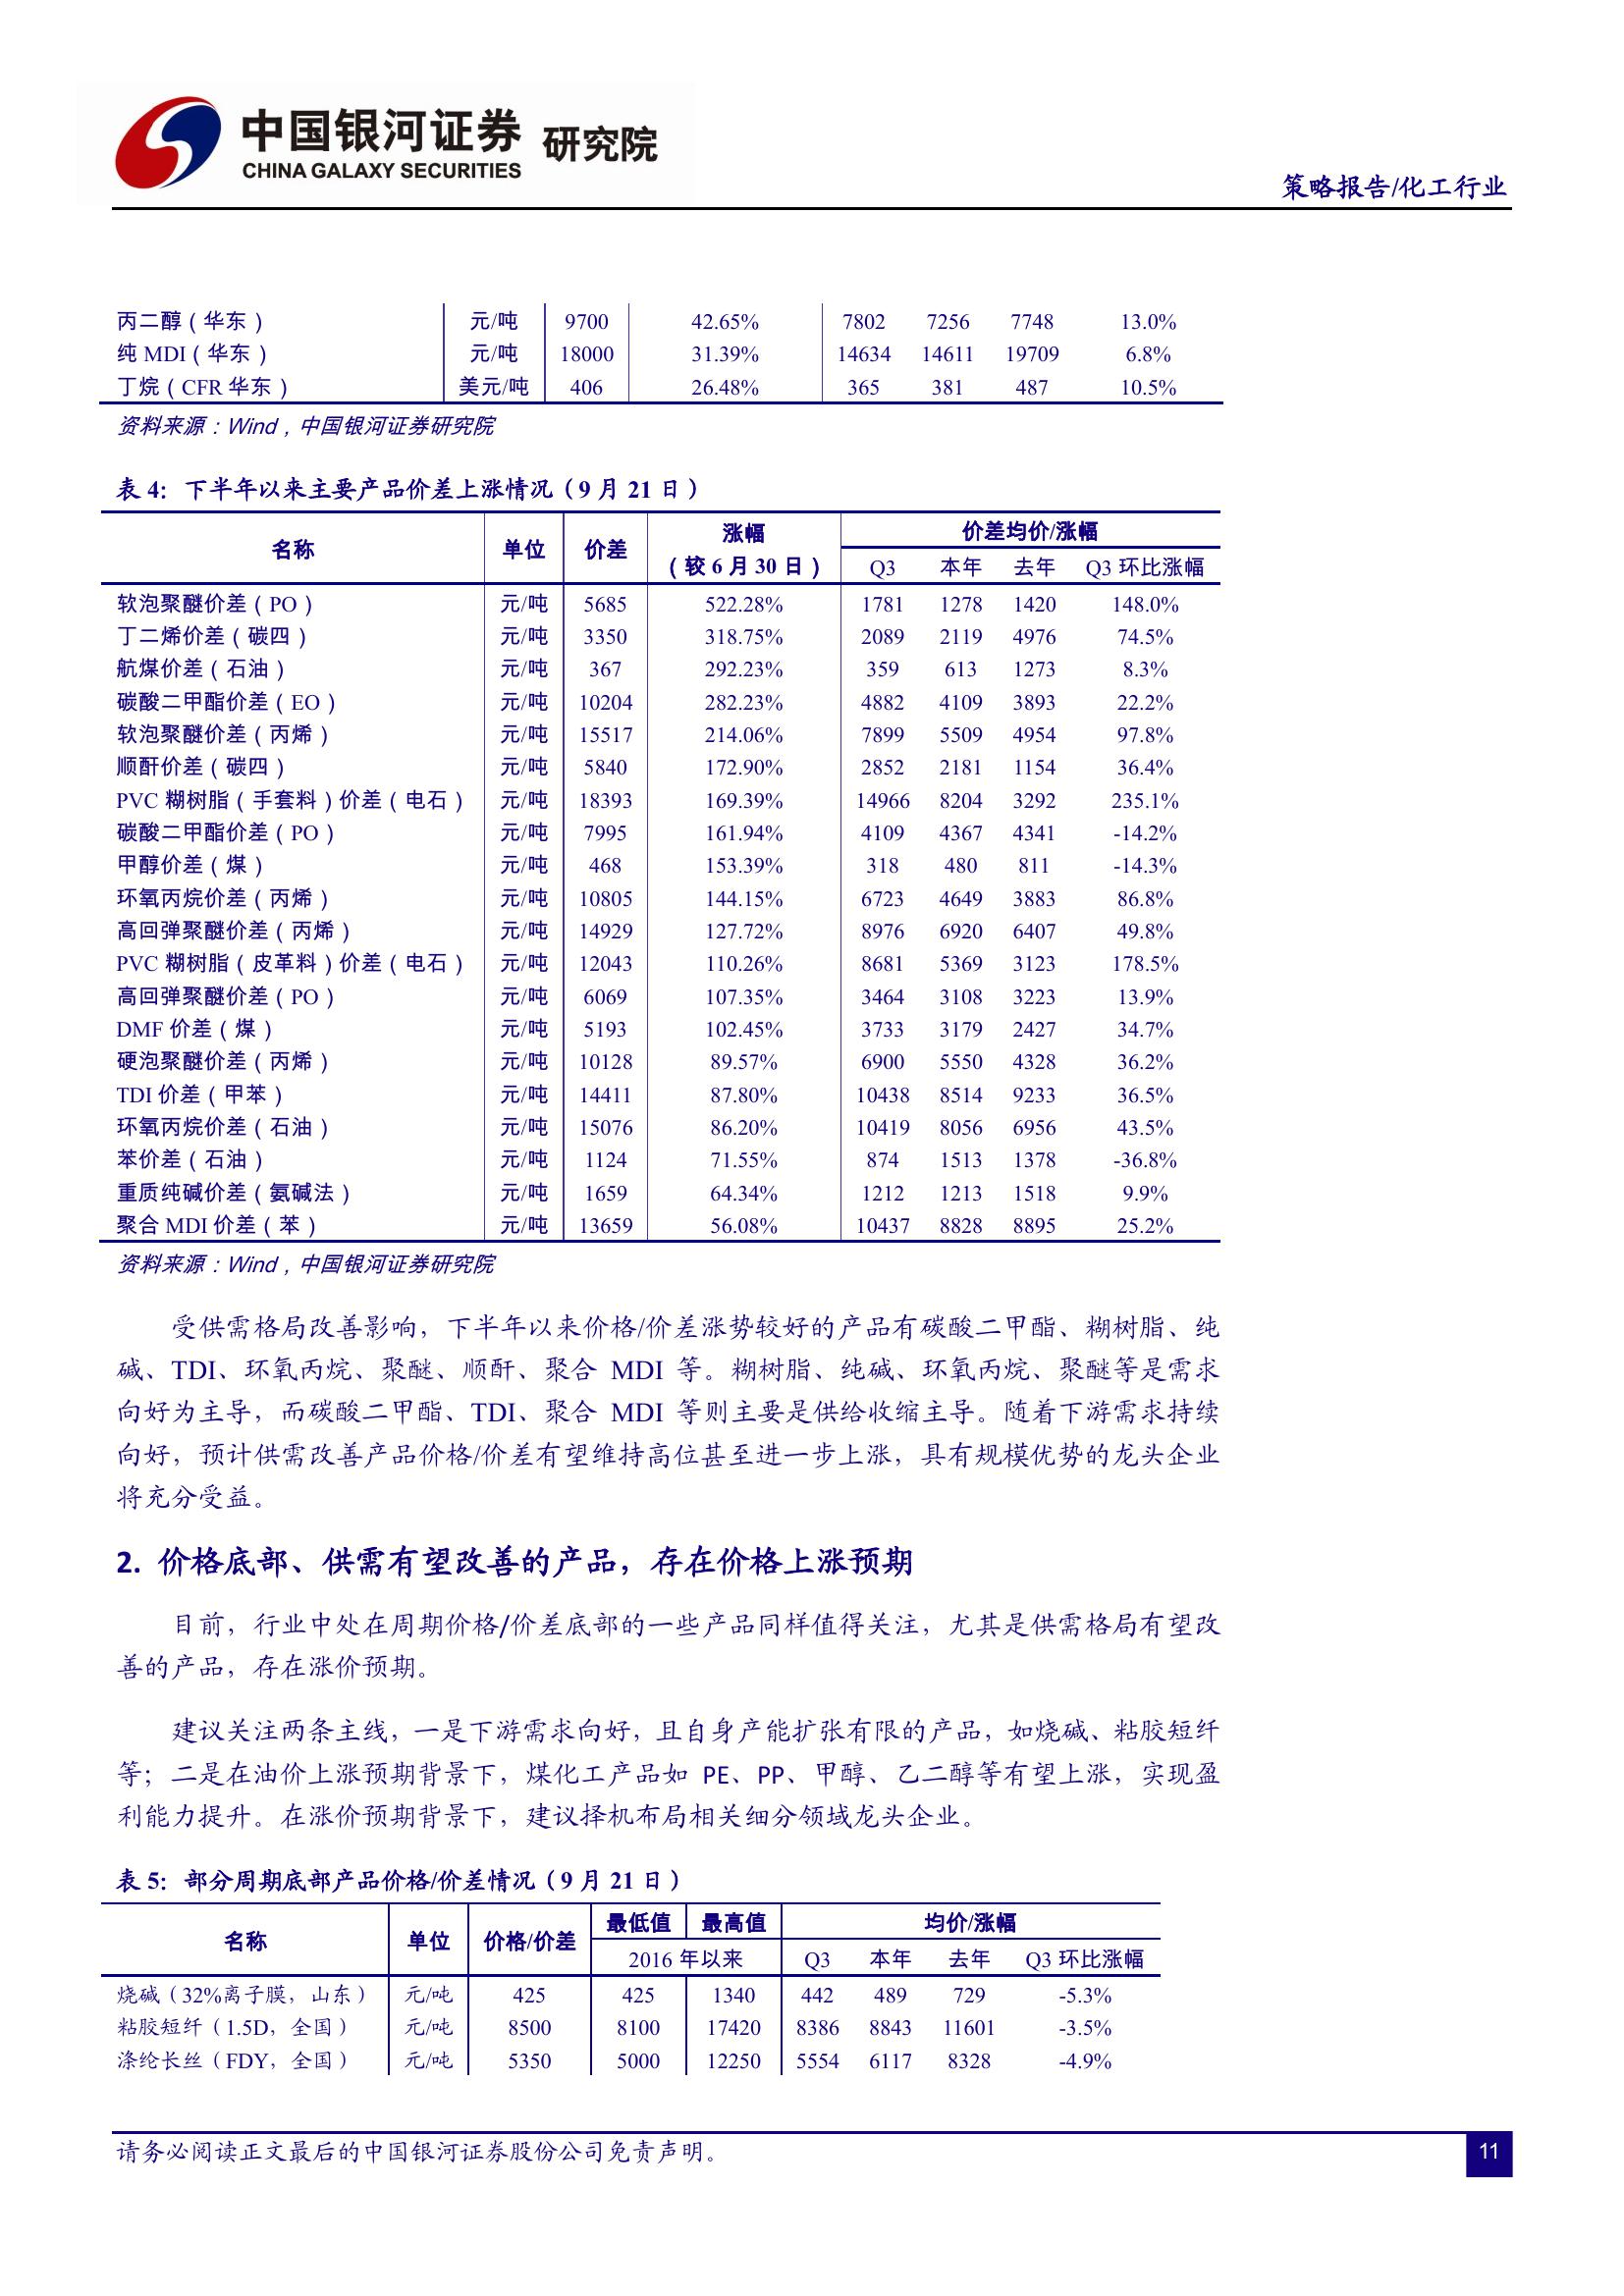 中国银河证券 研究院
CHINA GALAXY SECURITIES
策略报告/化工行业
丙二醇（华东） 元/吨 9700 42.65% 7802 7256 7748 13.0%
纯 MDI（华东） 元/吨 18000 31.39% 14634 14611 19709 6.8%
丁烷（CFR 华东） 美元/吨 406 26.48% 365 381 487 10.5%
资料来源：Wind，中国银河证券研究院
表 4：下半年以来主要产品价差上涨情况（9 月 21 日）
名称 单位 价差 涨幅 （较 6 月 30 日） 价差均价/涨幅
Q3 本年 去年 Q3 环比涨幅
软泡聚醚价差（PO） 元/吨 5685 522.28% 1781 1278 1420 148.0%
丁二烯价差（碳四） 元/吨 3350 318.75% 2089 2119 4976 74.5%
航煤价差（石油） 元/吨 367 292.23% 359 613 1273 8.3%
碳酸二甲酯价差（EO） 元/吨 10204 282.23% 4882 4109 3893 22.2%
软泡聚醚价差（丙烯） 元/吨 15517 214.06% 7899 5509 4954 97.8%
顺酐价差（碳四） 元/吨 5840 172.90% 2852 2181 1154 36.4%
PVC 糊树脂（手套料）价差（电石） 元/吨 18393 169.39% 14966 8204 3292 235.1%
碳酸二甲酯价差（PO） 元/吨 7995 161.94% 4109 4367 4341 -14.2%
甲醇价差（煤） 元/吨 468 153.39% 318 480 811 -14.3%
环氧丙烷价差（丙烯） 元/吨 10805 144.15% 6723 4649 3883 86.8%
高回弹聚醚价差（丙烯） 元/吨 14929 127.72% 8976 6920 6407 49.8%
PVC 糊树脂（皮革料）价差（电石） 元/吨 12043 110.26% 8681 5369 3123 178.5%
高回弹聚醚价差（PO） 元/吨 6069 107.35% 3464 3108 3223 13.9%
DMF 价差（煤） 元/吨 5193 102.45% 3733 3179 2427 34.7%
硬泡聚醚价差（丙烯） 元/吨 10128 89.57% 6900 5550 4328 36.2%
TDI 价差（甲苯） 元/吨 14411 87.80% 10438 8514 9233 36.5%
环氧丙烷价差（石油） 元/吨 15076 86.20% 10419 8056 6956 43.5%
苯价差（石油） 元/吨 1124 71.55% 874 1513 1378 -36.8%
重质纯碱价差（氨碱法） 元/吨 1659 64.34% 1212 1213 1518 9.9%
聚合 MDI 价差（苯） 元/吨 13659 56.08% 10437 8828 8895 25.2%
资料来源：Wind，中国银河证券研究院
受供需格局改善影响，下半年以来价格/价差涨势较好的产品有碳酸二甲酯、糊树脂、纯
碱、TDI、环氧丙烷、聚醚、顺酐、聚合 MDI 等。糊树脂、纯碱、环氧丙烷、聚醚等是需求
向好为主导，而碳酸二甲酯、TDI、聚合 MDI 等则主要是供给收缩主导。随着下游需求持续
向好，预计供需改善产品价格/价差有望维持高位甚至进一步上涨，具有规模优势的龙头企业
将充分受益。
2. 价格底部、供需有望改善的产品，存在价格上涨预期
目前，行业中处在周期价格/价差底部的一些产品同样值得关注，尤其是供需格局有望改
善的产品，存在涨价预期。
建议关注两条主线，一是下游需求向好，且自身产能扩张有限的产品，如烧碱、粘胶短纤
等；二是在油价上涨预期背景下，煤化工产品如 PE、PP、甲醇、乙二醇等有望上涨，实现盈
利能力提升。在涨价预期背景下，建议择机布局相关细分领域龙头企业。
表 5：部分周期底部产品价格/价差情况（9 月 21 日）
名称 单位 价格/价差 最低值 最高值 均价/涨幅
2016 年以来 Q3 本年 去年 Q3 环比涨幅
烧碱（32%离子膜，山东） 元/吨 425 425 1340 442 489 729 -5.3%
粘胶短纤（1.5D，全国） 元/吨 8500 8100 17420 8386 8843 11601 -3.5%
涤纶长丝（FDY，全国） 元/吨 5350 5000 12250 5554 6117 8328 -4.9%
请务必阅读正文最后的中国银河证券股份公司免责声明。
11